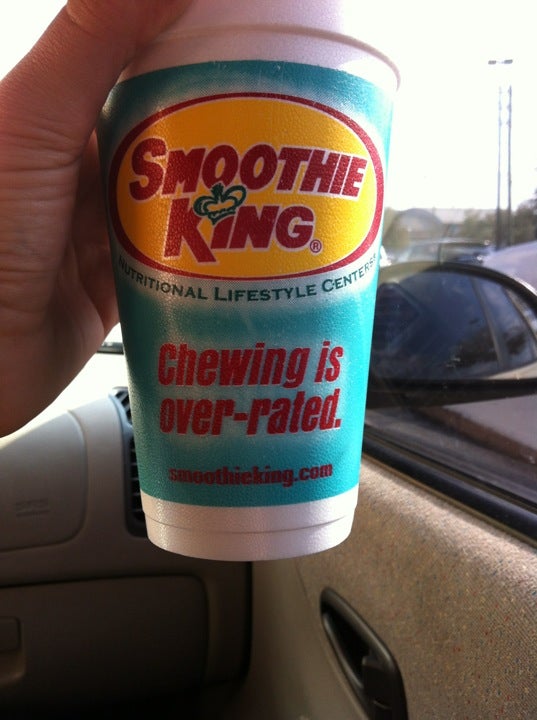 SMOOTHIE
KING®
NUTRITIONAL LIFESTYLE CENTERS
Chewing is
over-rated.
smoothieking.com